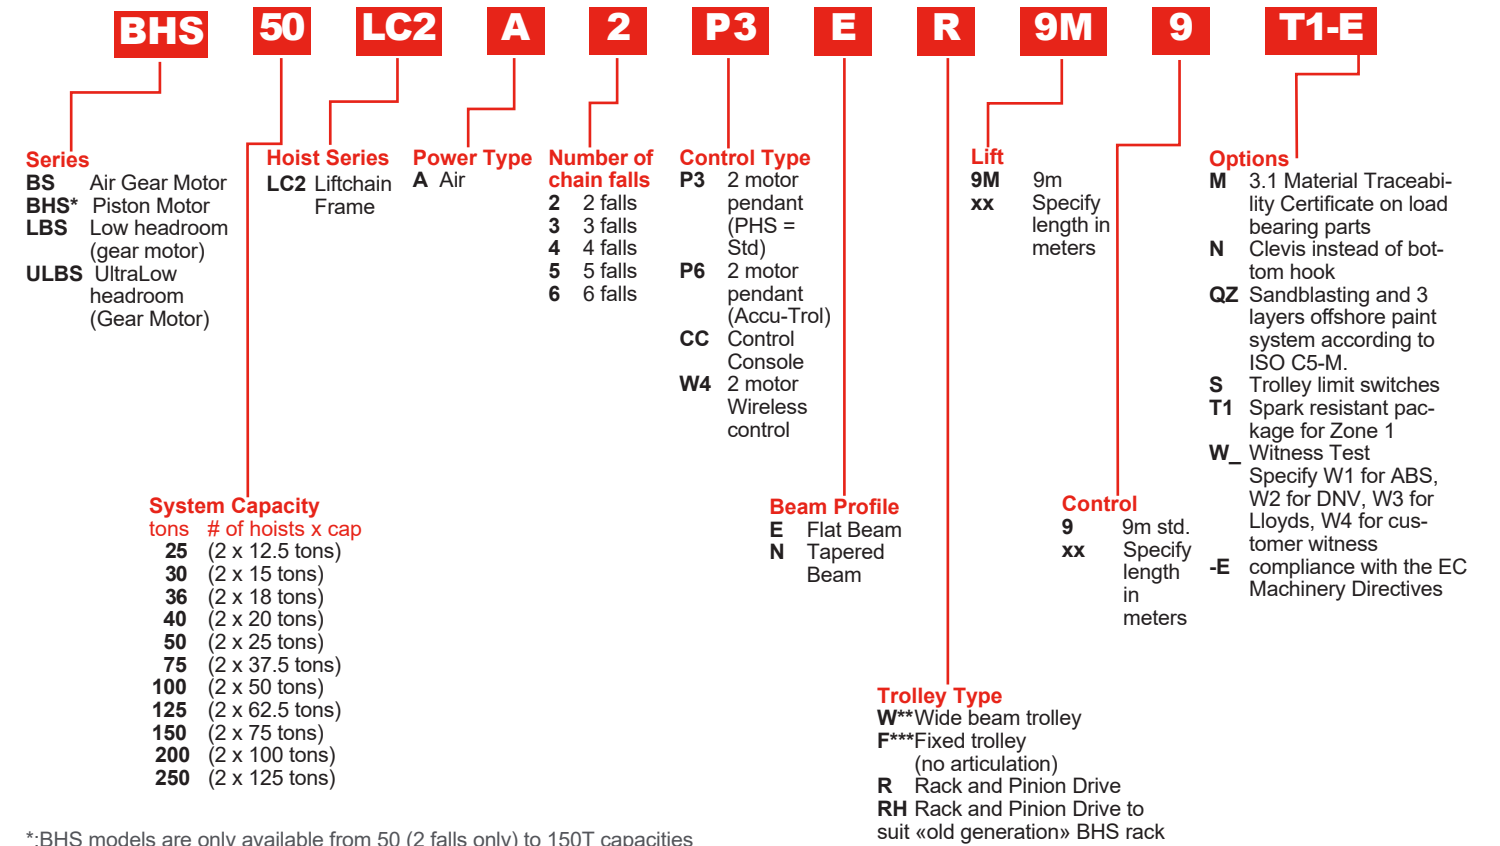 BHS 50 LC2 A 2 P3 E R 9M 9 T1-E
Series
BS Air Gear Motor
BHS* Piston Motor
LBS Low headroom
(gear motor)
ULBS UltraLow
headroom
(Gear Motor)
Hoist Series
LC2 Liftchain
Frame
Power Type
A Air
Number of
chain falls
2 2 falls
3 3 falls
4 4 falls
5 5 falls
6 6 falls
Control Type
P3 2 motor
pendant
(PHS =
Std)
P6 2 motor
pendant
(Accu-Trol)
CC Control
Console
W4 2 motor
Wireless
control
Lift
9M 9m
xx Specify
length in
meters
Options
M 3.1 Material Traceabi-
lity Certificate on load
bearing parts
N Clevis instead of bot-
tom hook
QZ Sandblasting and 3
layers offshore paint
system according to
ISO C5-M.
S Trolley limit switches
T1 Spark resistant pac-
kage for Zone 1
W_ Witness Test
Specify W1 for ABS,
W2 for DNV, W3 for
Lloyds, W4 for cus-
tomer witness
-E compliance with the EC
Machinery Directives
System Capacity
tons # of hoists x cap
25 (2 x 12.5 tons)
30 (2 x 15 tons)
36 (2 x 18 tons)
40 (2 x 20 tons)
50 (2 x 25 tons)
75 (2 x 37.5 tons)
100 (2 x 50 tons)
125 (2 x 62.5 tons)
150 (2 x 75 tons)
200 (2 x 100 tons)
250 (2 x 125 tons)
Beam Profile
E Flat Beam
N Tapered
Beam
Control
9 9m std.
xx Specify
length
in
meters
Trolley Type
W** Wide beam trolley
F*** Fixed trolley
(no articulation)
R Rack and Pinion Drive
RH Rack and Pinion Drive to
suit «old generation» BHS rack
*:BHS models are only available from 50 (2 falls only) to 150T capacities